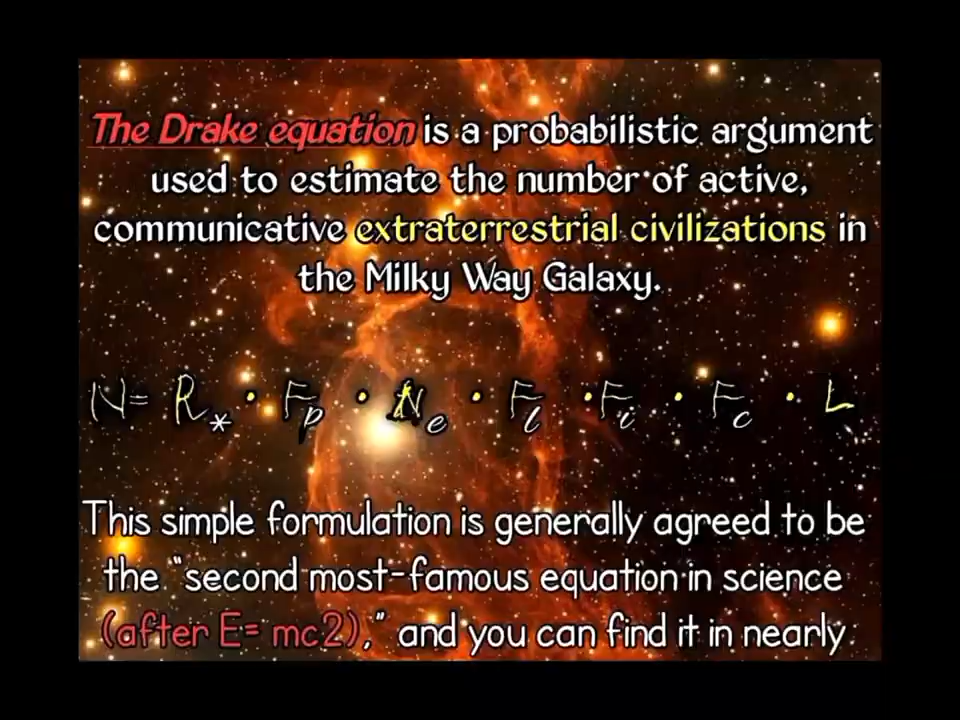 The Drake equation is a probabilistic argument
used to estimate the number of active,
communicative extraterrestrial civilizations in
the Milky Way Galaxy.
N= R* · Fp · Ne · Fl · Fi · Fc · L
This simple formulation is generally agreed to be
the "second most-famous equation in science
(after E= mc2)," and you can find it in nearly